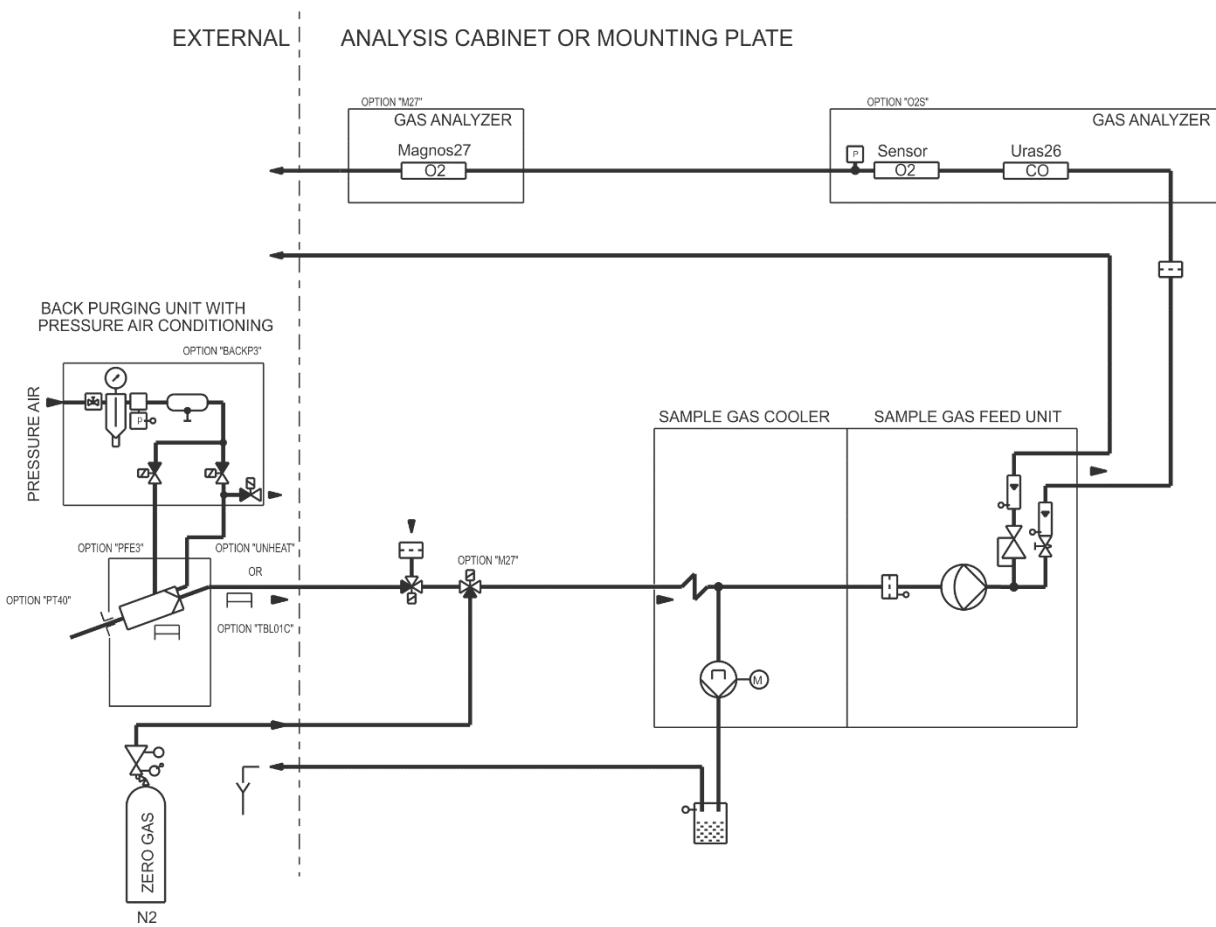 EXTERNAL
ANALYSIS CABINET OR MOUNTING PLATE
OPTION "M27"
GAS ANALYZER
Magnos27
O2
OPTION "O2S"
GAS ANALYZER
P
Sensor
O2
Uras26
CO
BACK PURGING UNIT WITH
PRESSURE AIR CONDITIONING
OPTION "BACKP3"
PRESSURE AIR
P
SAMPLE GAS COOLER
SAMPLE GAS FEED UNIT
OPTION "PFE3"
OPTION "UNHEAT"
OR
OPTION "M27"
OPTION "PT40"
OPTION "TBL01C"
M
ZERO GAS
N2